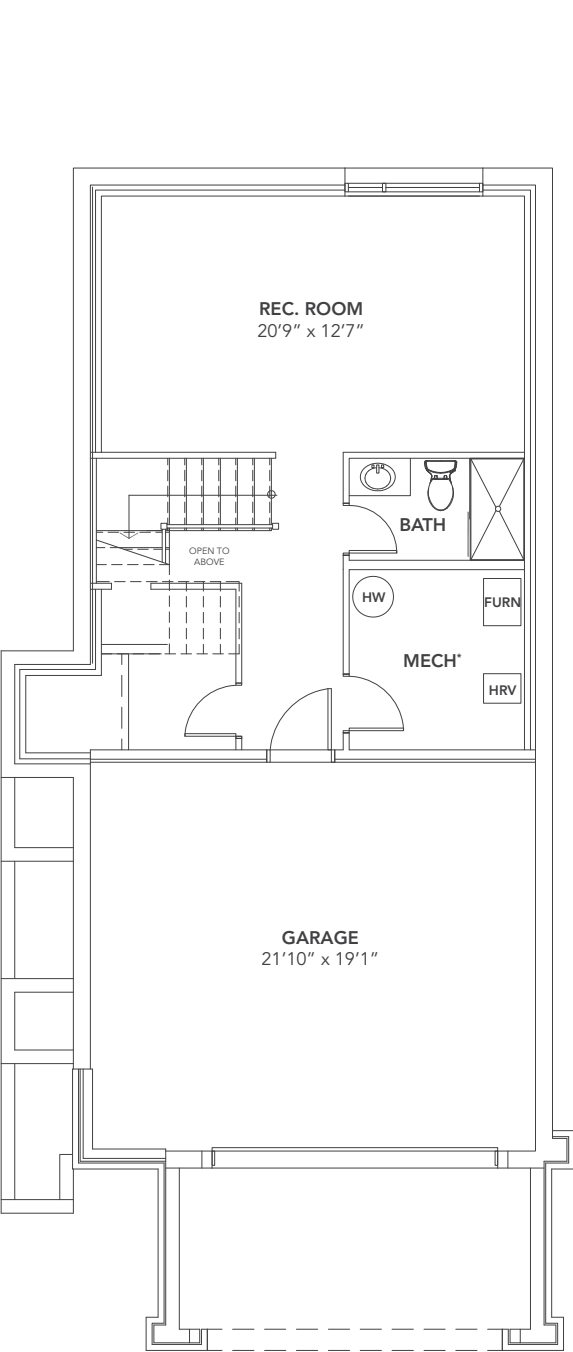 REC. ROOM
20'9" x 12'7"
BATH
OPEN TO
ABOVE
HW
FURN
MECH*
HRV
GARAGE
21'10" x 19'1"